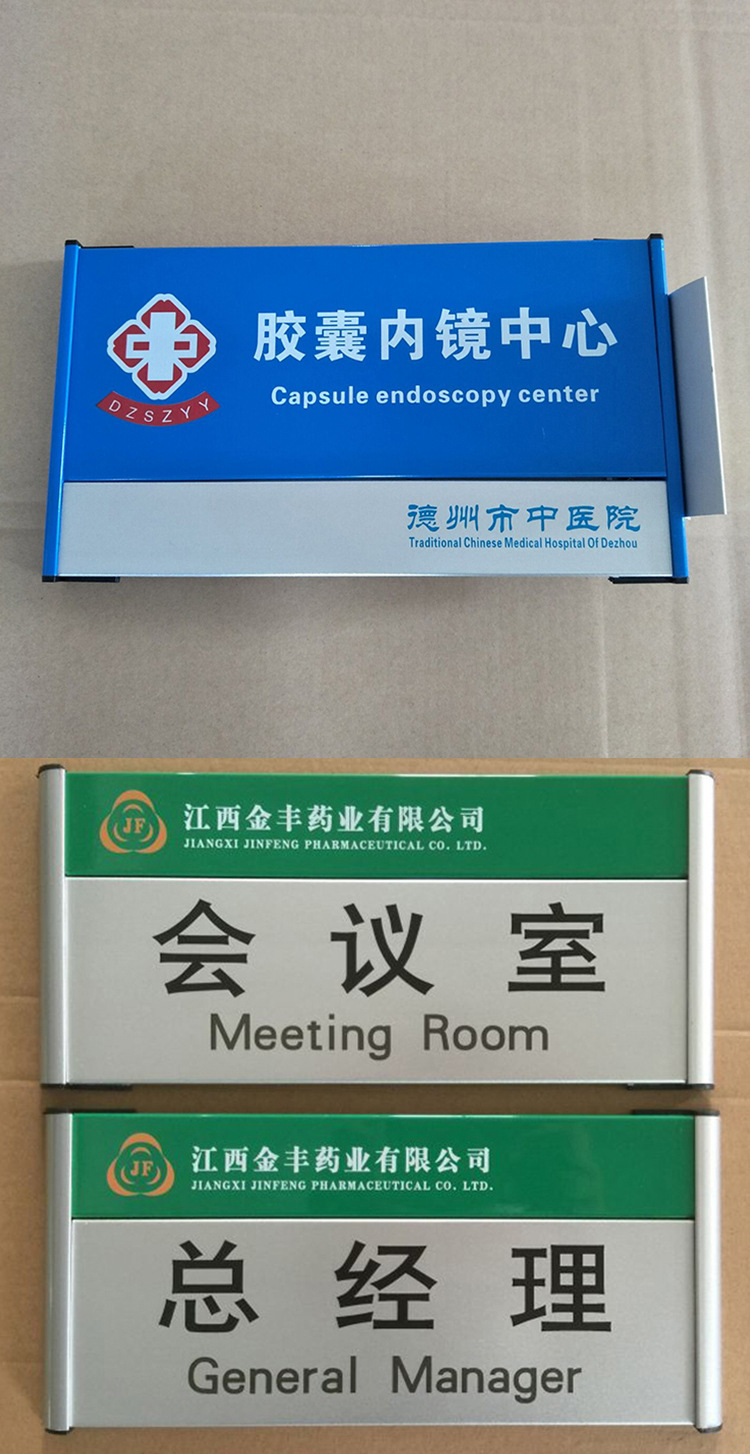 胶囊内镜中心
Capsule endoscopy center
DZSZYY
德州市中医院
Traditional Chinese Medical Hospital Of Dezhou
JF
江西金丰药业有限公司
JIANGXI JINFENG PHARMACEUTICAL CO. LTD.
会议室
Meeting Room
JF
江西金丰药业有限公司
JIANGXI JINFENG PHARMACEUTICAL CO. LTD.
总经理
General Manager